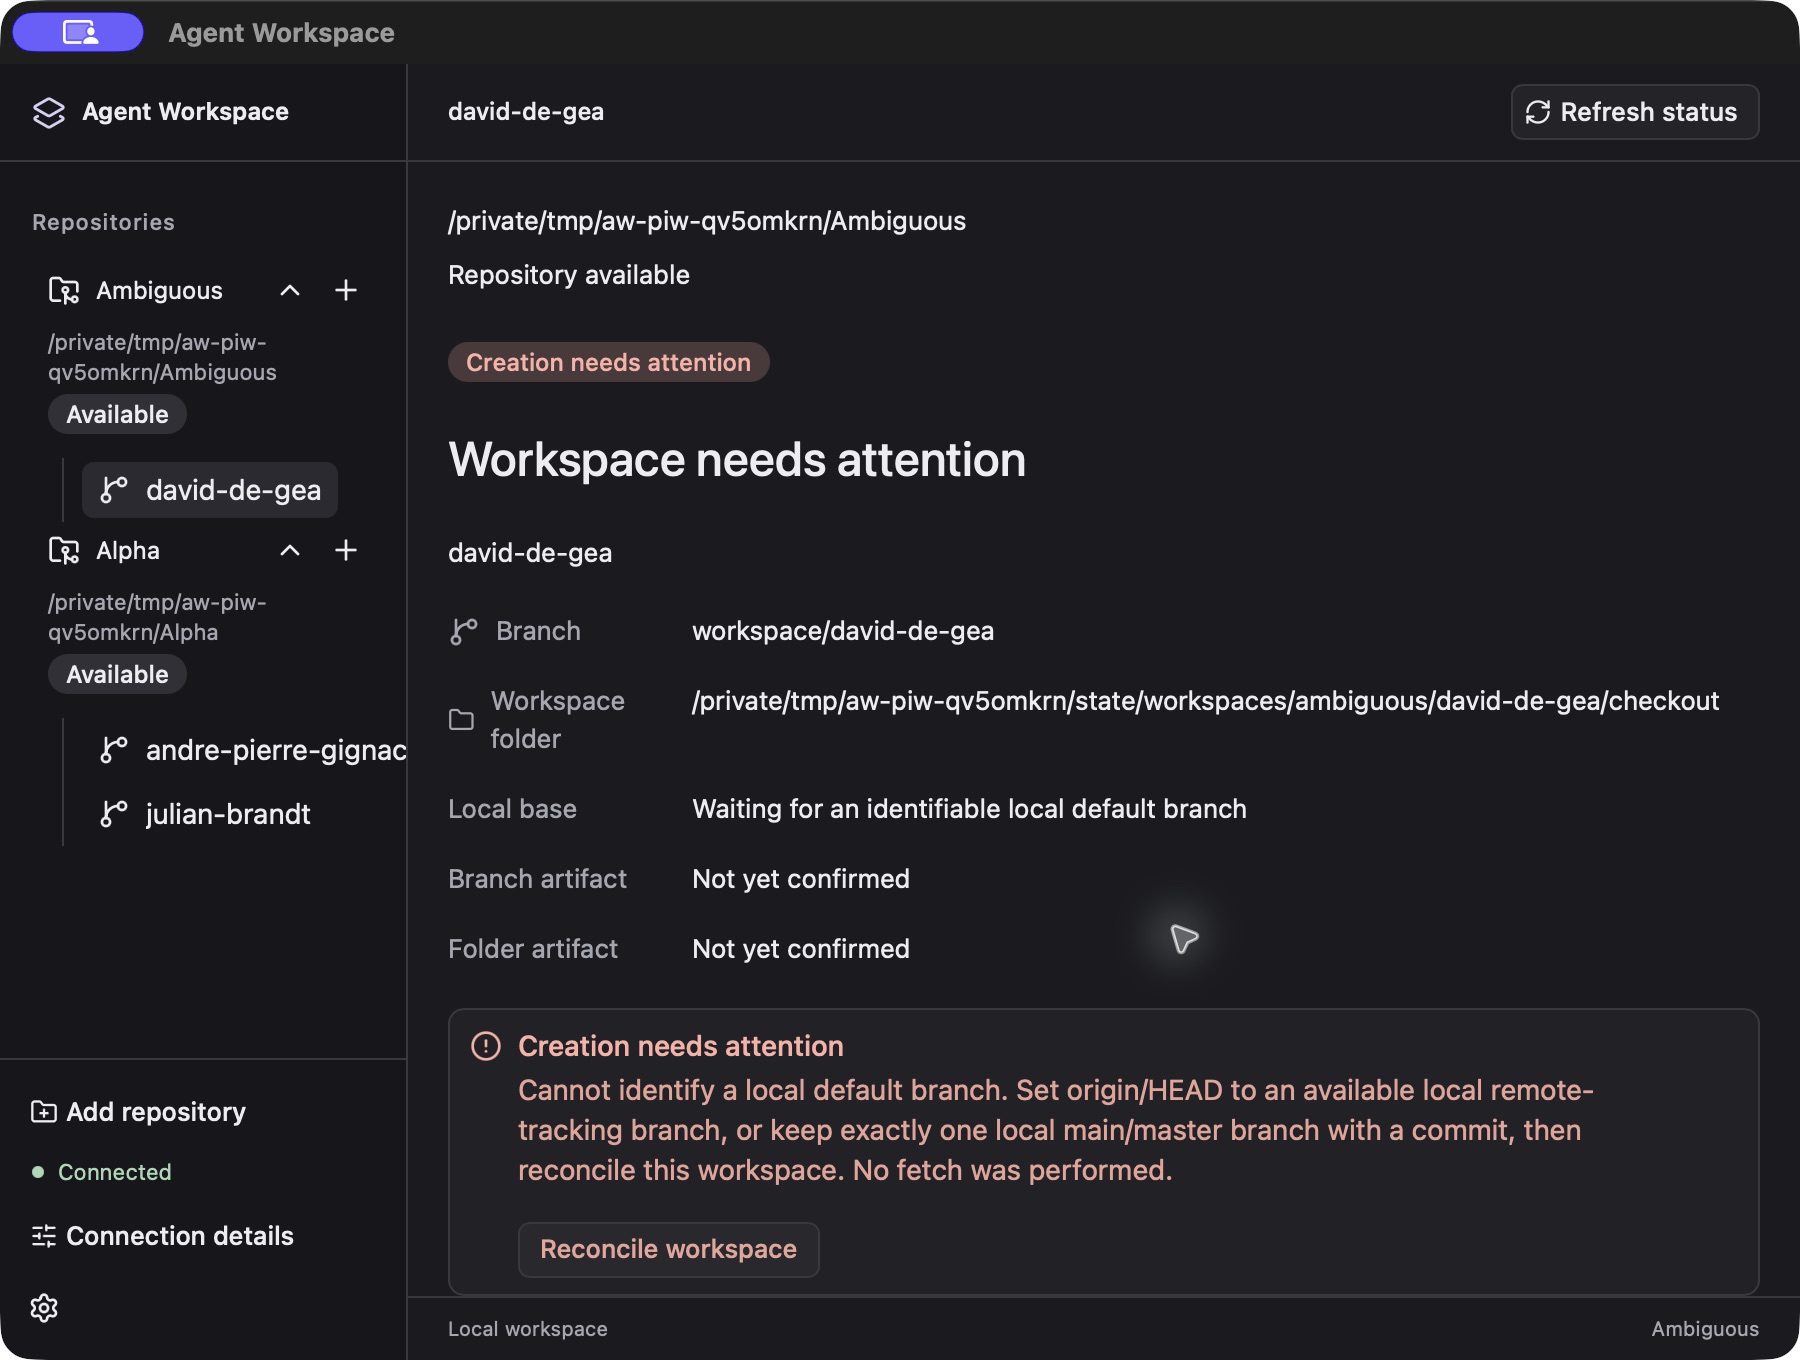 Agent Workspace
Agent Workspace
Repositories
Ambiguous
/private/tmp/aw-piw-
qv5omkrn/Ambiguous
Available
david-de-gea
Alpha
/private/tmp/aw-piw-
qv5omkrn/Alpha
Available
andre-pierre-gignac
julian-brandt
Add repository
Connected
Connection details
david-de-gea
Refresh status
/private/tmp/aw-piw-qv5omkrn/Ambiguous
Repository available
Creation needs attention
Workspace needs attention
david-de-gea
Branch workspace/david-de-gea
Workspace /private/tmp/aw-piw-qv5omkrn/state/workspaces/ambiguous/david-de-gea/checkout
folder
Local base Waiting for an identifiable local default branch
Branch artifact Not yet confirmed
Folder artifact Not yet confirmed
Creation needs attention
Cannot identify a local default branch. Set origin/HEAD to an available local remote-
tracking branch, or keep exactly one local main/master branch with a commit, then
reconcile this workspace. No fetch was performed.
Reconcile workspace
Local workspace
Ambiguous